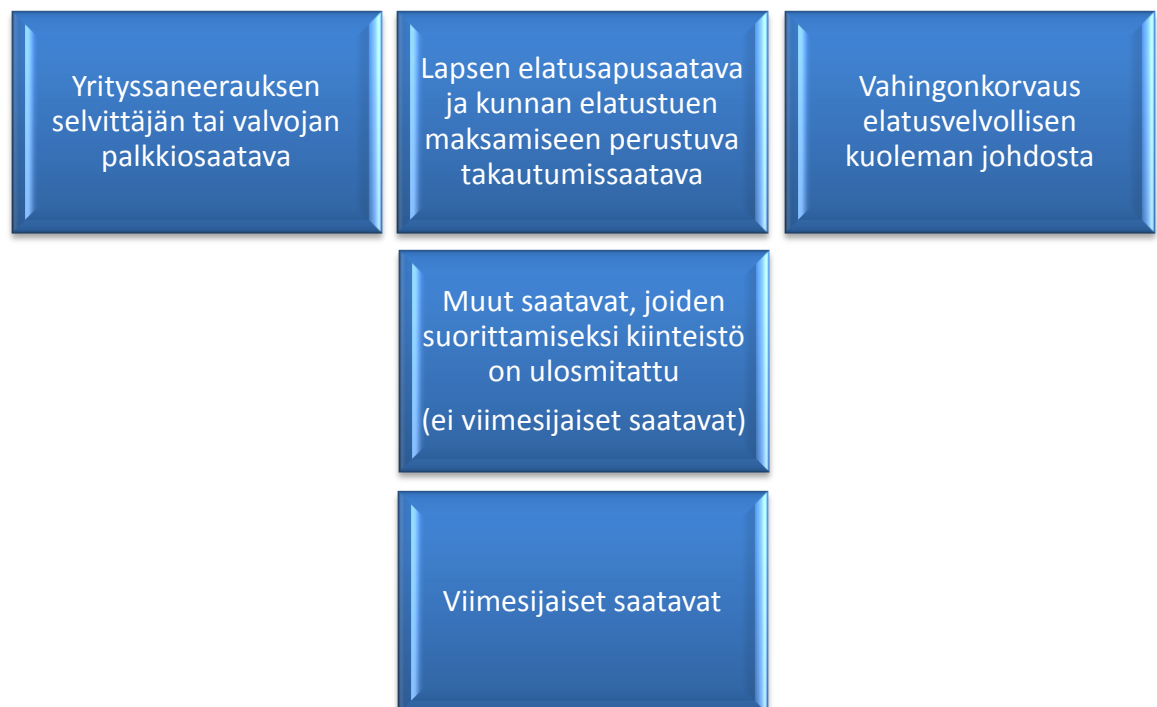 Yrityssaneerauksen
selvittäjän tai valvojan
palkkiosaatava
Lapsen elatusapusaatava
ja kunnan elatustuen
maksamiseen perustuva
takautumissaatava
Vahingonkorvaus
elatusvelvollisen
kuoleman johdosta
Muut saatavat, joiden
suorittamiseksi kiinteistö
on ulosmitattu
(ei viimesijaiset saatavat)
Viimesijaiset saatavat